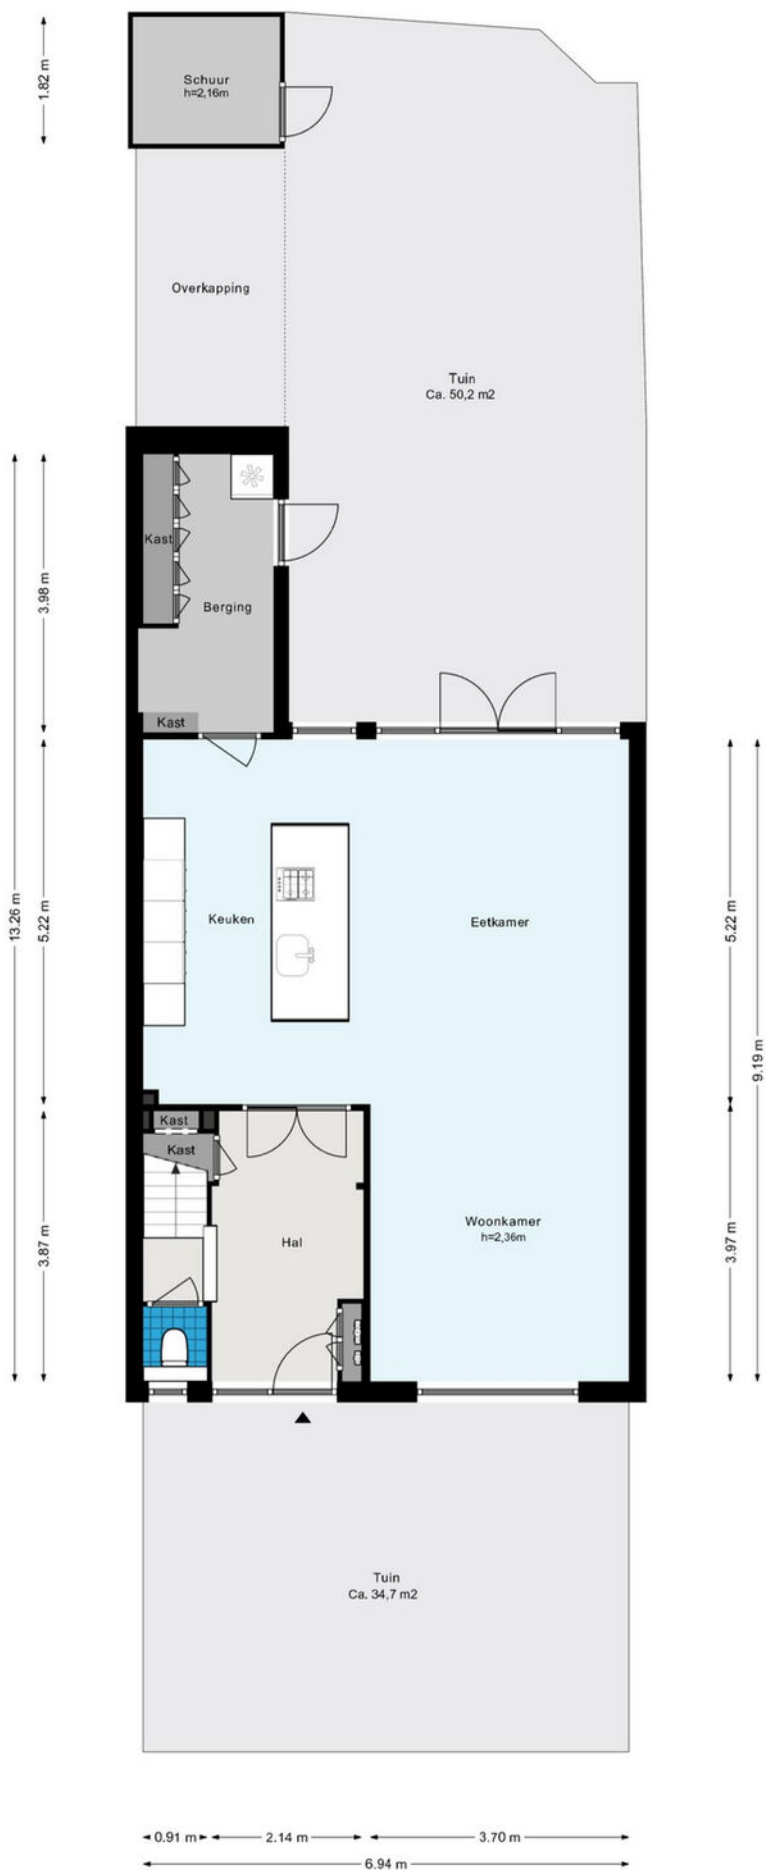 1.82 m
Schuur
h=2,16m
Overkapping
Tuin
Ca. 50,2 m2
13.26 m
3.98 m
Kast
Berging
Kast
5.22 m
Keuken
Eetkamer
5.22 m
9.19 m
3.87 m
Kast
Kast
Hal
Woonkamer
h=2,36m
3.97 m
Tuin
Ca. 34,7 m2
0.91 m
2.14 m
3.70 m
6.94 m